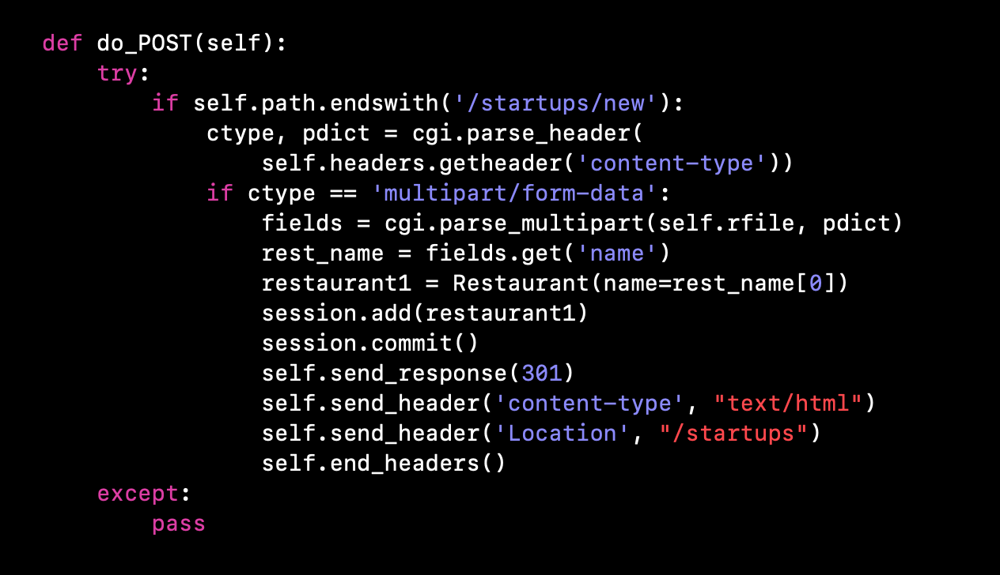 def do_POST(self):
    try:
        if self.path.endswith('/startups/new'):
            ctype, pdict = cgi.parse_header(
                self.headers.getheader('content-type'))
            if ctype == 'multipart/form-data':
                fields = cgi.parse_multipart(self.rfile, pdict)
                rest_name = fields.get('name')
                restaurant1 = Restaurant(name=rest_name[0])
                session.add(restaurant1)
                session.commit()
                self.send_response(301)
                self.send_header('content-type', "text/html")
                self.send_header('Location', "/startups")
                self.end_headers()
    except:
        pass